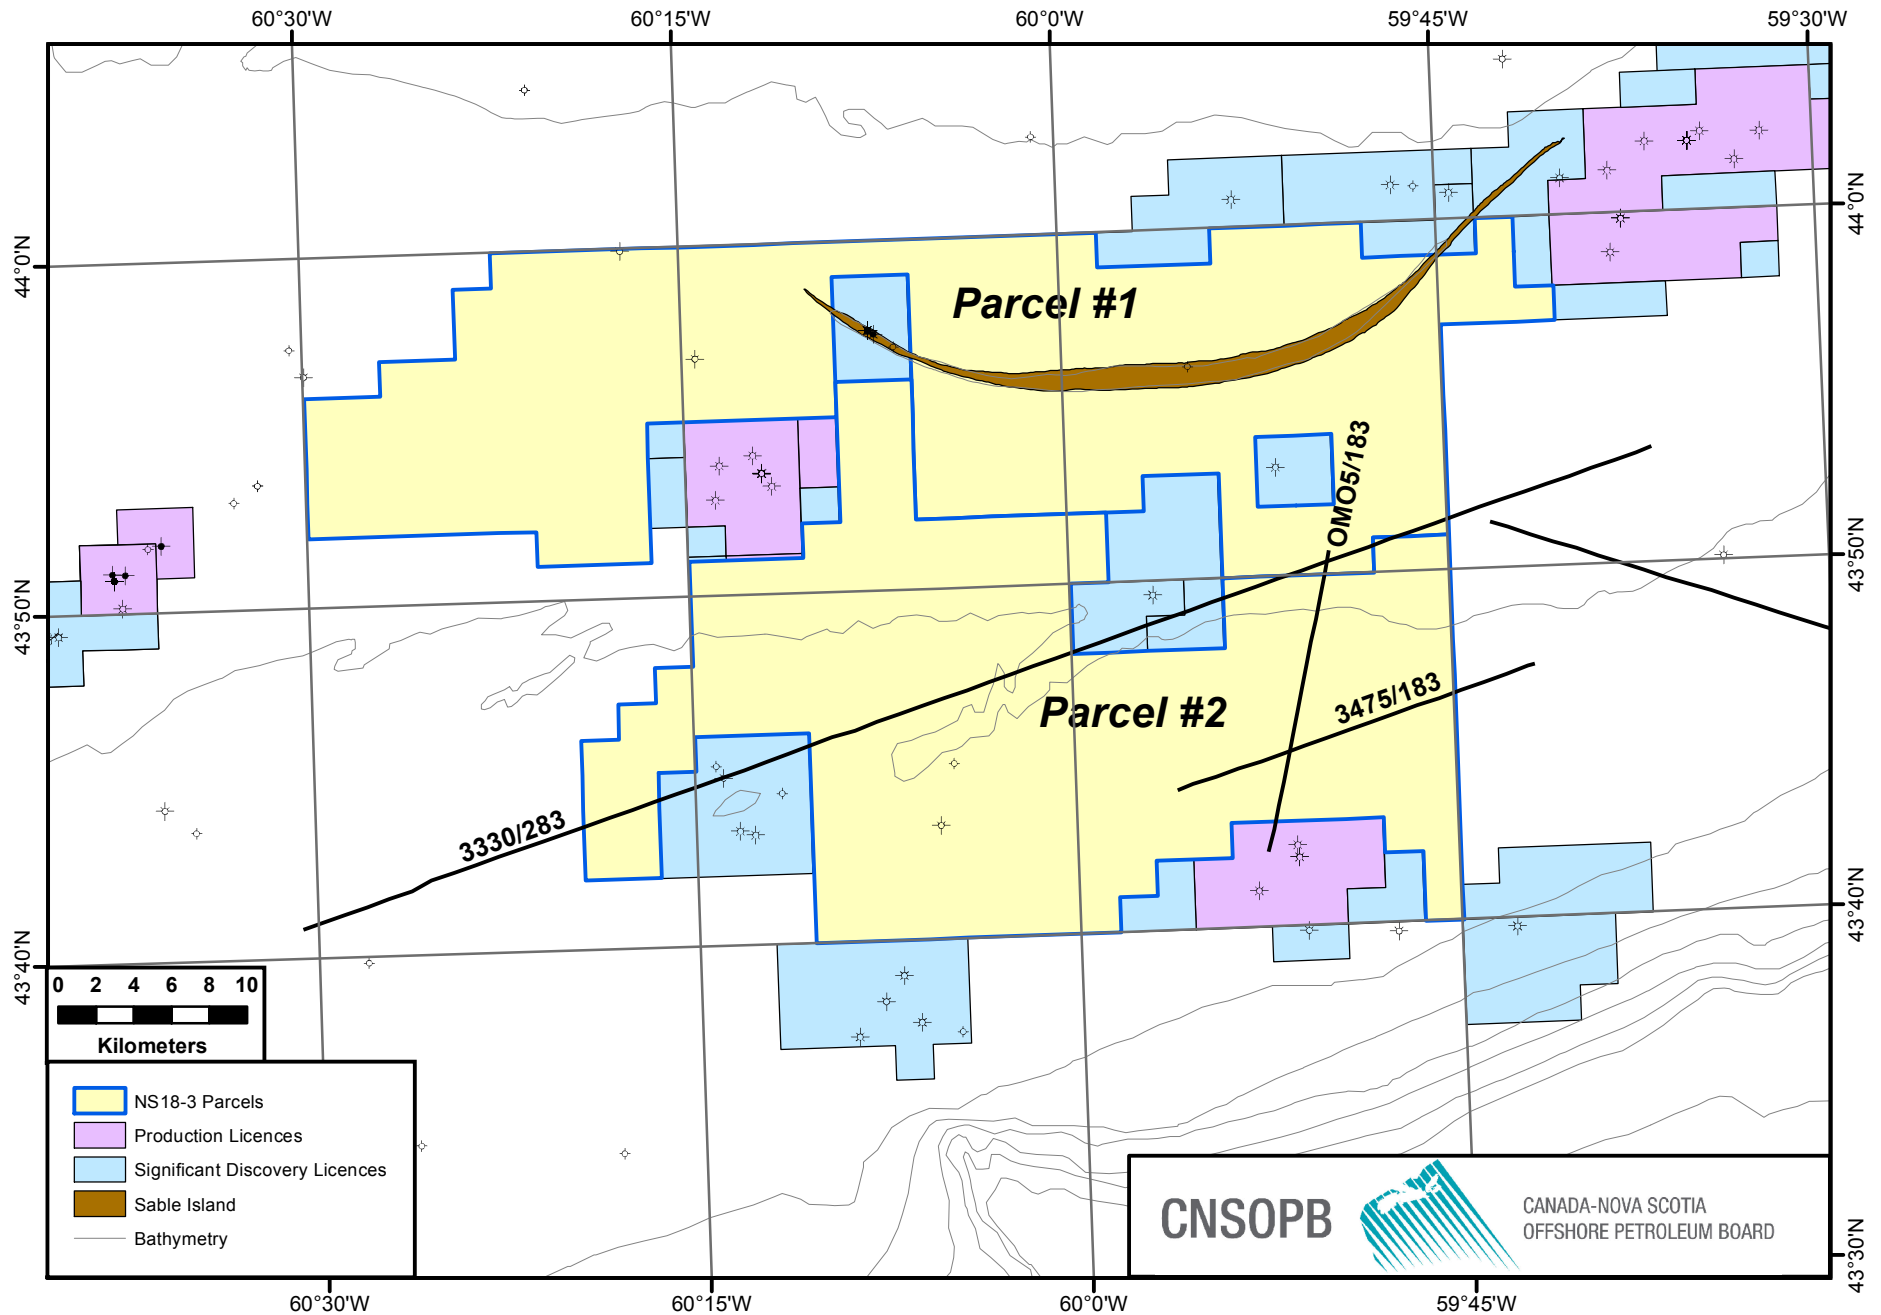 60°30'W
60°15'W
60°0'W
59°45'W
59°30'W
44°0'N
44°0'N
Parcel #1
OMO5/183
43°50'N
43°50'N
3475/183
Parcel #2
3330/283
43°40'N
43°40'N
0 2 4 6 8 10
Kilometers
NS18-3 Parcels
Production Licences
Significant Discovery Licences
Sable Island
Bathymetry
CNSOPB
CANADA-NOVA SCOTIA
OFFSHORE PETROLEUM BOARD
43°30'N
60°30'W
60°15'W
60°0'W
59°45'W